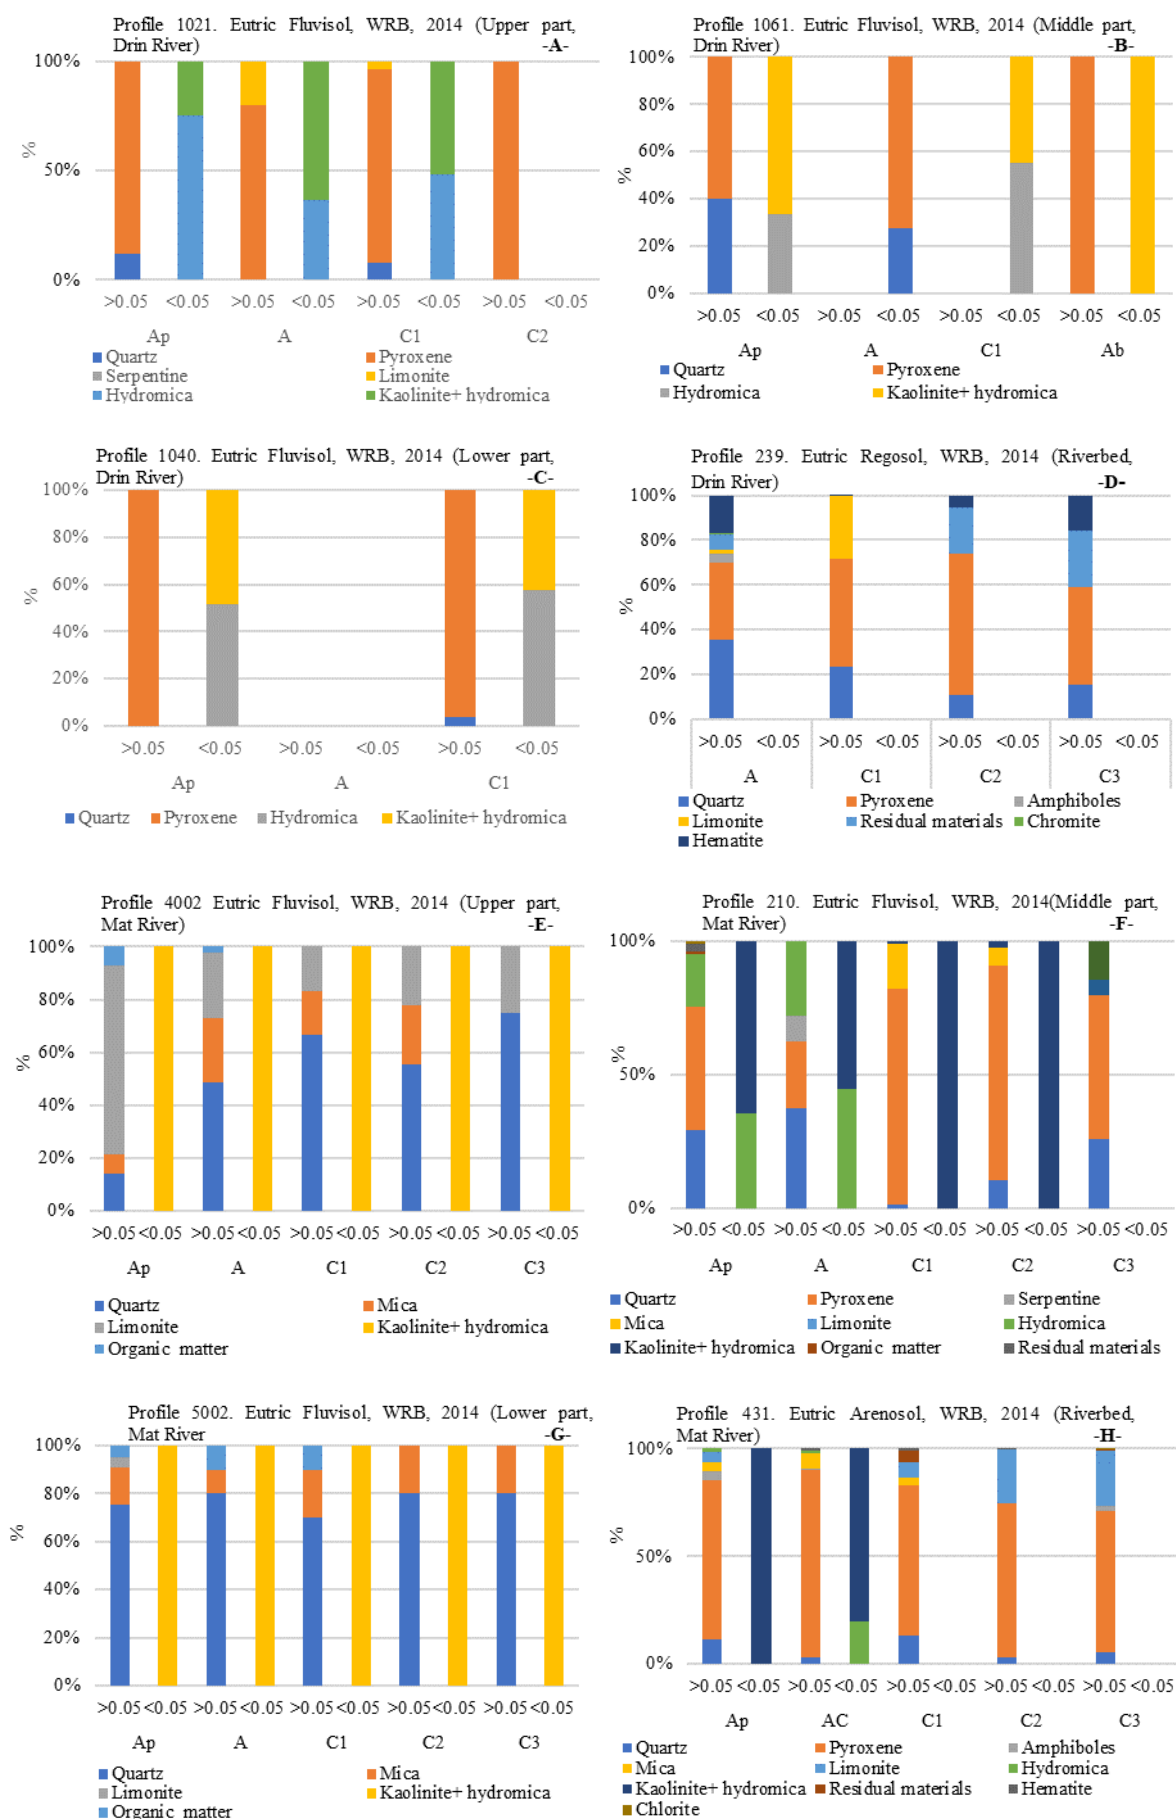 Profile 1021. Eutric Fluvisol, WRB, 2014 (Upper part,
Drin River) -A-
100%
50%
0%
%
>0.05 <0.05 >0.05 <0.05 >0.05 <0.05 >0.05 <0.05
Ap A C1 C2
Quartz Pyroxene
Serpentine Limonite
Hydromica Kaolinite+ hydromica
Profile 1061. Eutric Fluvisol, WRB, 2014 (Middle part,
Drin River) -B-
100%
80%
60%
40%
20%
0%
%
>0.05 <0.05 >0.05 <0.05 >0.05 <0.05 >0.05 <0.05
Ap A C1 Ab
Quartz Pyroxene
Hydromica Kaolinite+ hydromica
Profile 1040. Eutric Fluvisol, WRB, 2014 (Lower part,
Drin River) -C-
100%
80%
60%
40%
20%
0%
%
>0.05 <0.05 >0.05 <0.05 >0.05 <0.05
Ap A C1
Quartz Pyroxene Hydromica Kaolinite+ hydromica
Profile 239. Eutric Regosol, WRB, 2014 (Riverbed,
Drin River) -D-
100%
80%
60%
40%
20%
0%
%
>0.05 <0.05 >0.05 <0.05 >0.05 <0.05 >0.05 <0.05
A C1 C2 C3
Quartz Pyroxene Amphiboles
Limonite Residual materials Chromite
Hematite
Profile 4002 Eutric Fluvisol, WRB, 2014 (Upper part,
Mat River) -E-
100%
80%
60%
40%
20%
0%
%
>0.05 <0.05 >0.05 <0.05 >0.05 <0.05 >0.05 <0.05 >0.05 <0.05
Ap A C1 C2 C3
Quartz Mica
Limonite Kaolinite+ hydromica
Organic matter
Profile 210. Eutric Fluvisol, WRB, 2014(Middle part,
Mat River) -F-
100%
50%
0%
%
>0.05 <0.05 >0.05 <0.05 >0.05 <0.05 >0.05 <0.05 >0.05 <0.05
Ap A C1 C2 C3
Quartz Pyroxene Serpentine
Mica Limonite Hydromica
Kaolinite+ hydromica Organic matter Residual materials
Profile 5002. Eutric Fluvisol, WRB, 2014 (Lower part,
Mat River -G-
100%
80%
60%
40%
20%
0%
%
>0.05 <0.05 >0.05 <0.05 >0.05 <0.05 >0.05 <0.05 >0.05 <0.05
Ap A C1 C2 C3
Quartz Mica
Limonite Kaolinite+ hydromica
Organic matter
Profile 431. Eutric Arenosol, WRB, 2014 (Riverbed,
Mat River) -H-
100%
50%
0%
%
>0.05 <0.05 >0.05 <0.05 >0.05 <0.05 >0.05 <0.05 >0.05 <0.05
Ap AC C1 C2 C3
Quartz Pyroxene Amphiboles
Mica Limonite Hydromica
Kaolinite+ hydromica Residual materials Hematite
Chlorite